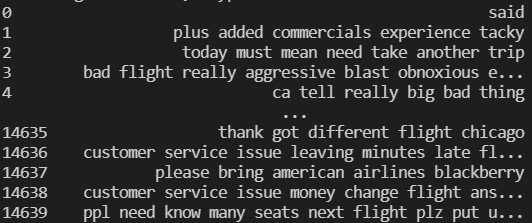 0 said
1 plus added commercials experience tacky
2 today must mean need take another trip
3 bad flight really aggressive blast obnoxious e...
4 ca tell really big bad thing
...
14635 thank got different flight chicago
14636 customer service issue leaving minutes late fl...
14637 please bring american airlines blackberry
14638 customer service issue money change flight ans...
14639 ppl need know many seats next flight plz put u...